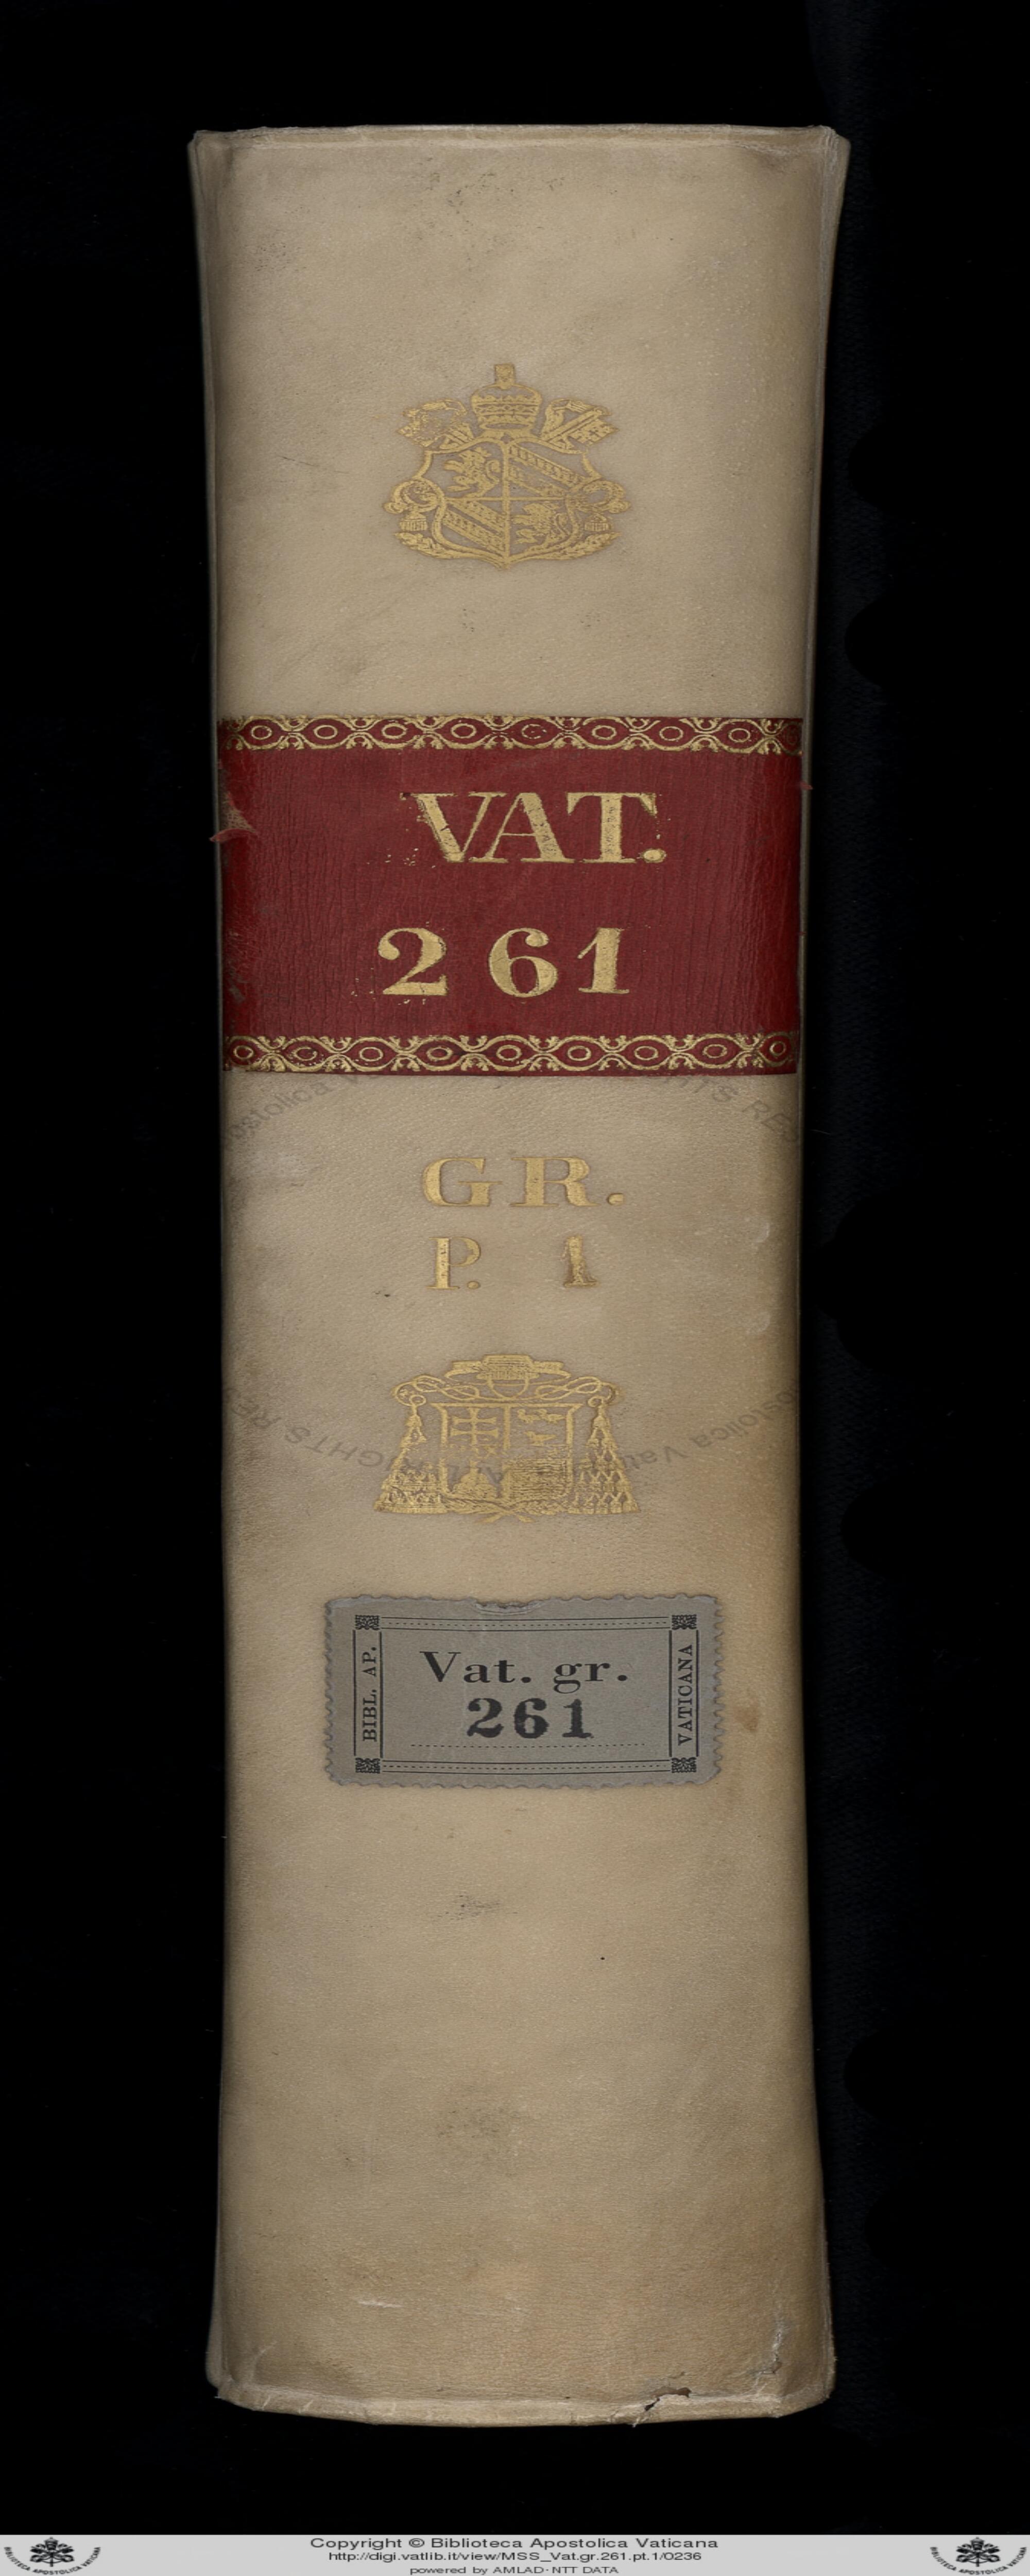 VAT.
261
GR.
P. 1
BIBL. AP.
Vat. gr.
261
VATICANA
Copyright © Biblioteca Apostolica Vaticana
http://digi.vatlib.it/view/MSS_Vat.gr.261.pt.1/0236
powered by AMLAD·NTT DATA